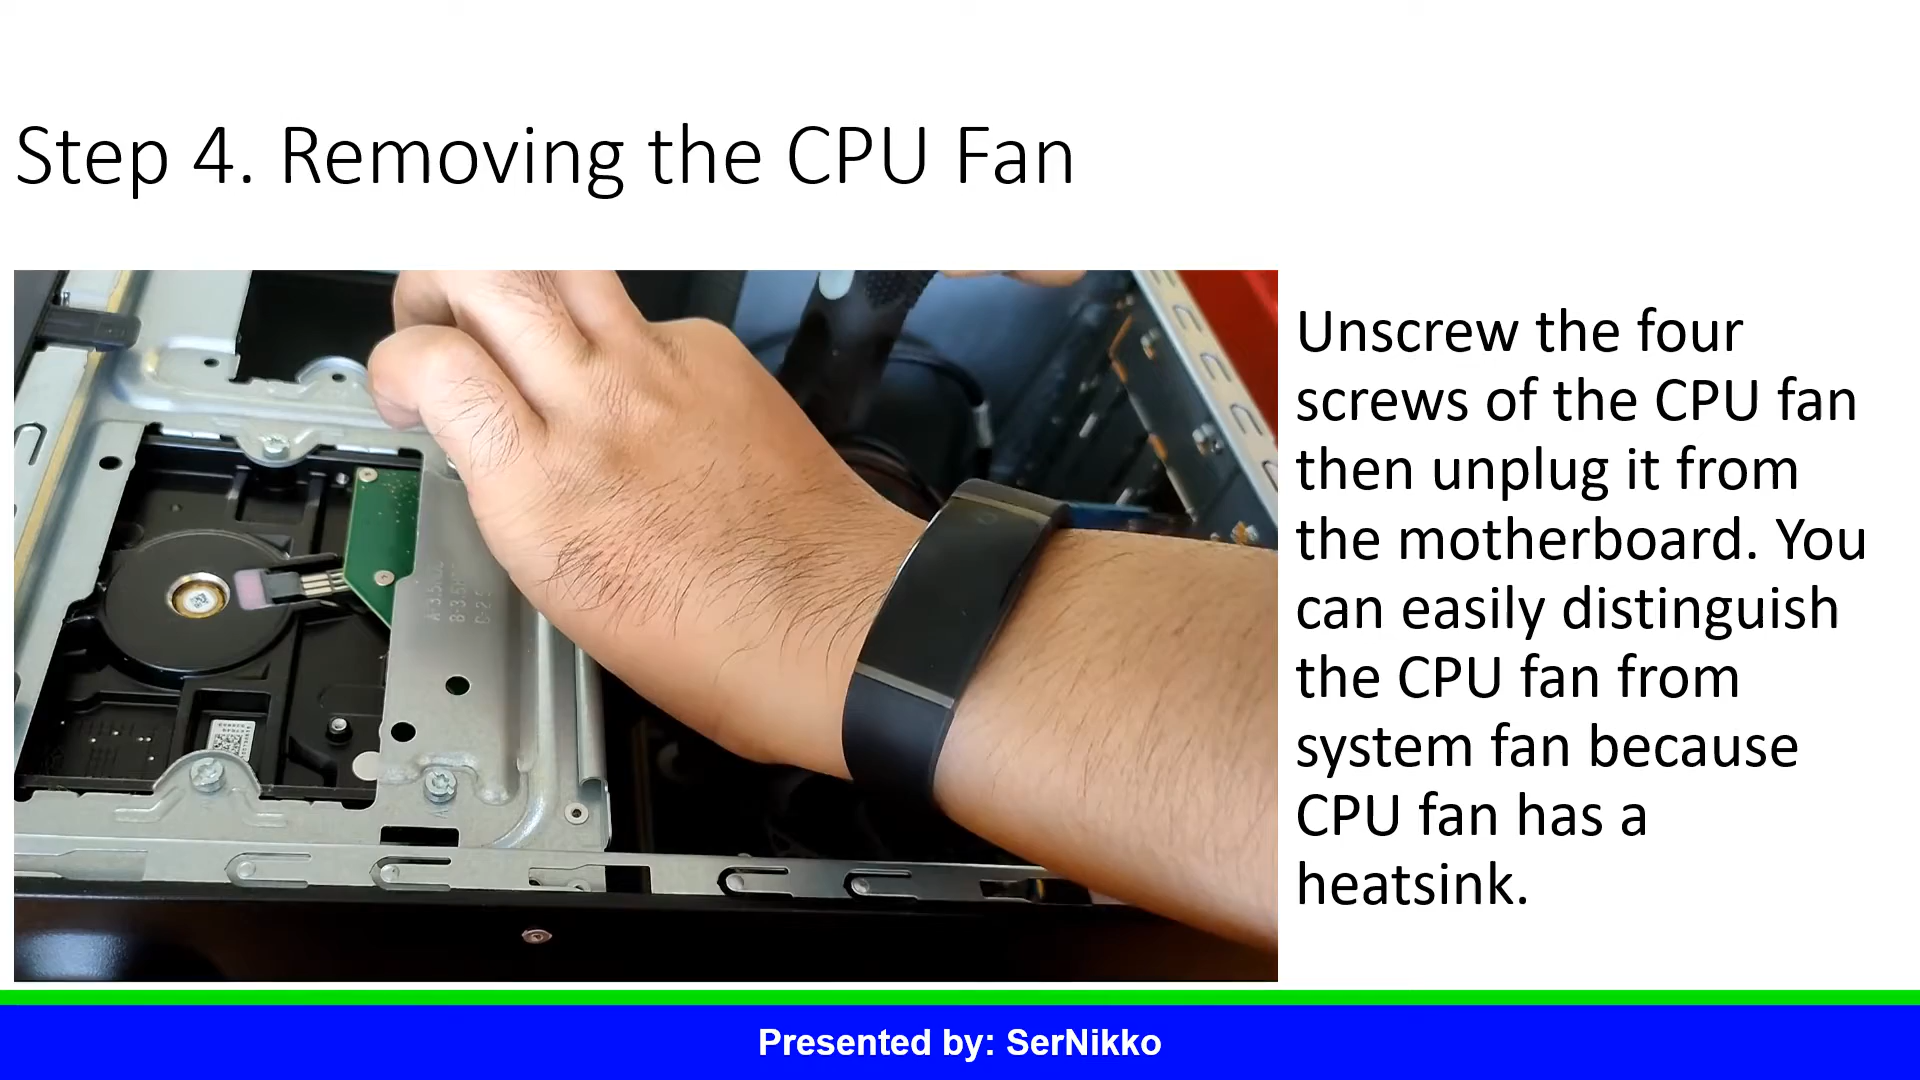 Step 4. Removing the CPU Fan
Unscrew the four
screws of the CPU fan
then unplug it from
the motherboard. You
can easily distinguish
the CPU fan from
system fan because
CPU fan has a
heatsink.
Presented by: SerNikko